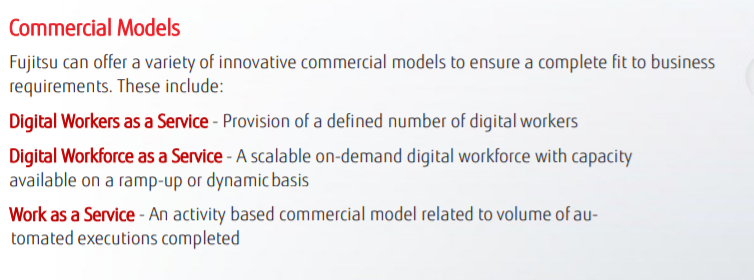 Commercial Models
Fujitsu can offer a variety of innovative commercial models to ensure a complete fit to business
requirements. These include:
Digital Workers as a Service - Provision of a defined number of digital workers
Digital Workforce as a Service - A scalable on-demand digital workforce with capacity
available on a ramp-up or dynamic basis
Work as a Service - An activity based commercial model related to volume of au-
tomated executions completed